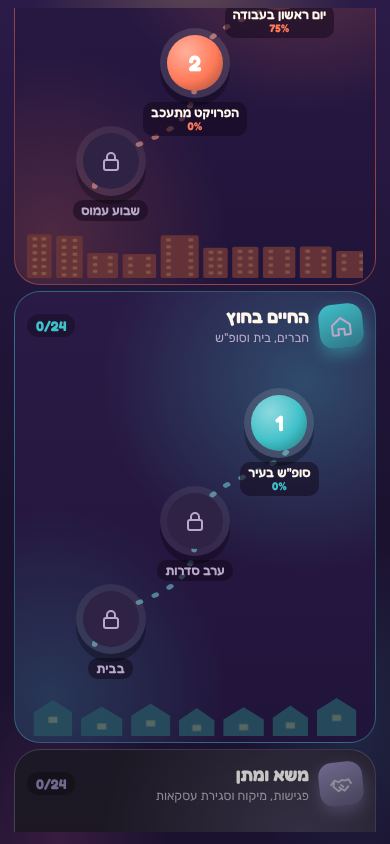 יום ראשון בעבודה
75%
2
הפרויקט מתעכב
0%
שבוע עמוס
החיים בחוץ
חברים, בית וסופ"ש
0/24
1
סופ"ש בעיר
0%
ערב סדרות
בבית
משא ומתן
פגישות, מיקוח וסגירת עסקאות
0/24